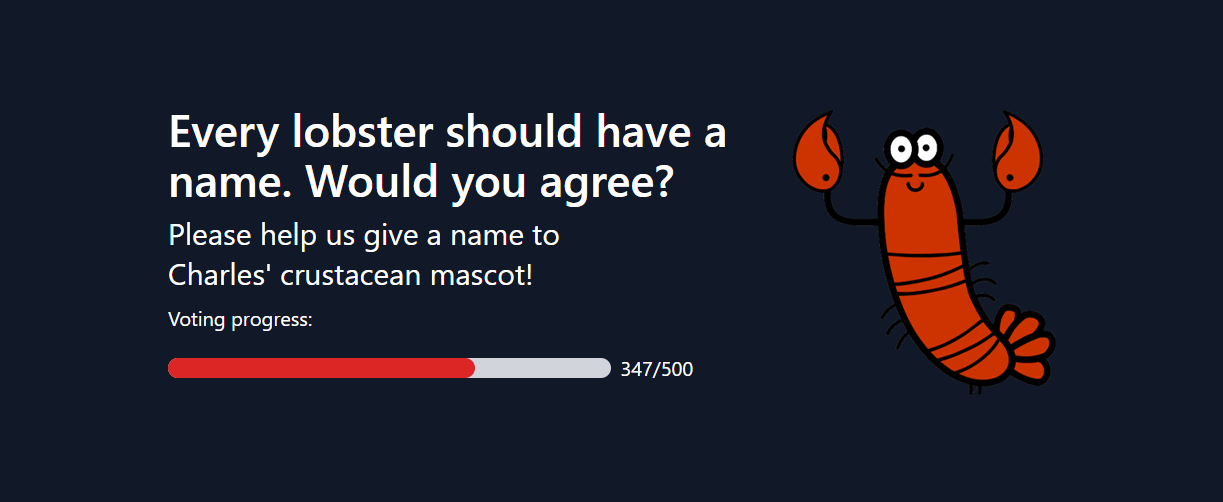 Every lobster should have a
name. Would you agree?
Please help us give a name to
Charles' crustacean mascot!
Voting progress:
347/500